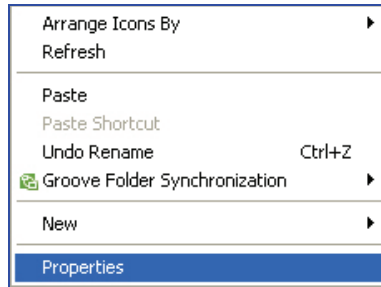 Arrange Icons By
Refresh
Paste
Paste Shortcut
Undo Rename Ctrl+Z
Groove Folder Synchronization
New
Properties